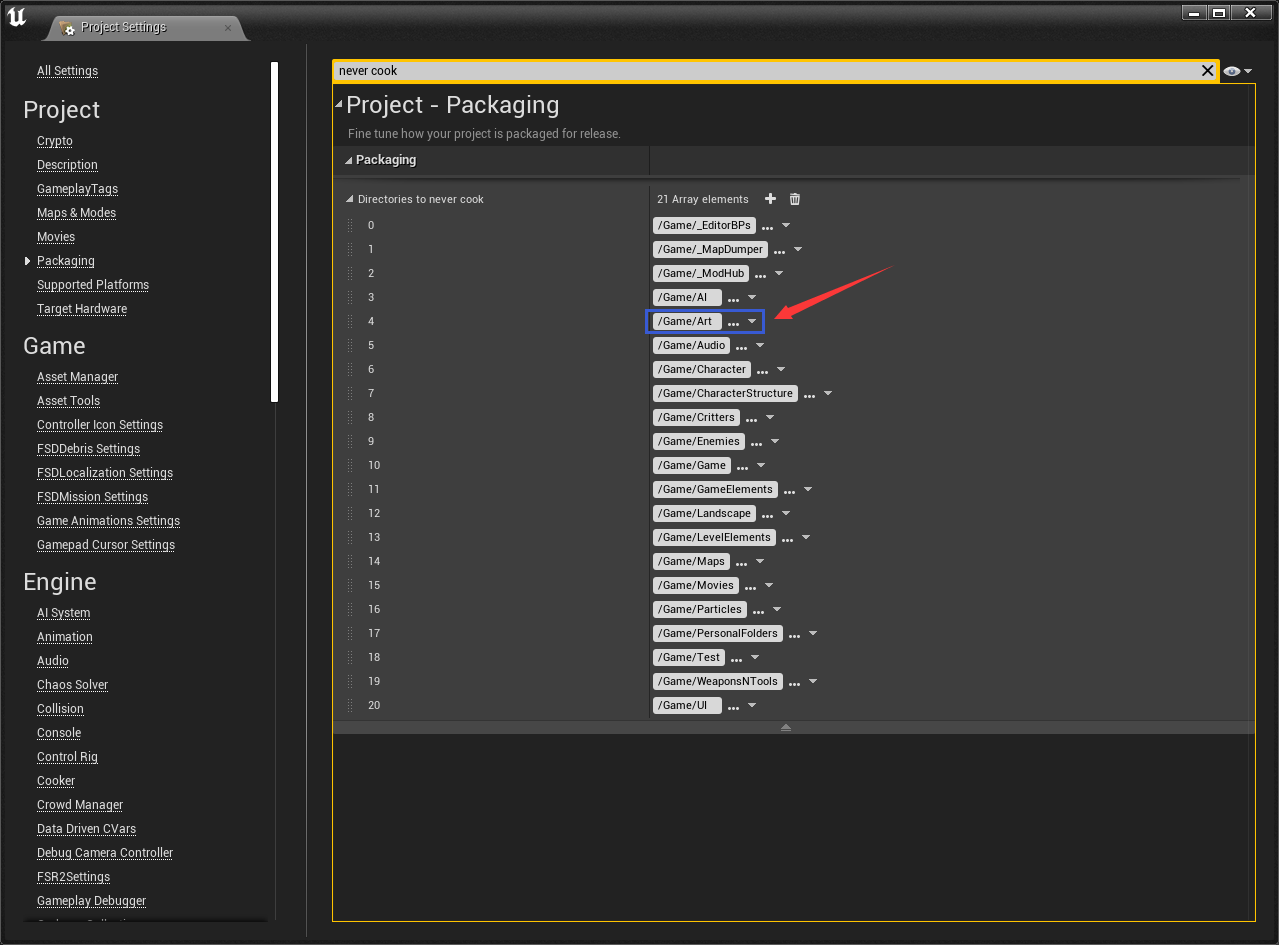 Project Settings
All Settings
Project
Crypto
Description
GameplayTags
Maps & Modes
Movies
Packaging
Supported Platforms
Target Hardware
Game
Asset Manager
Asset Tools
Controller Icon Settings
FSDDebris Settings
FSDLocalization Settings
FSDMission Settings
Game Animations Settings
Gamepad Cursor Settings
Engine
AI System
Animation
Audio
Chaos Solver
Collision
Console
Control Rig
Cooker
Crowd Manager
Data Driven CVars
Debug Camera Controller
FSR2Settings
Gameplay Debugger
never cook
Project - Packaging
Fine tune how your project is packaged for release.
Packaging
Directories to never cook 21 Array elements
0 /Game/_EditorBPs ...
1 /Game/_MapDumper ...
2 /Game/_ModHub ...
3 /Game/AI ...
4 /Game/Art ...
5 /Game/Audio ...
6 /Game/Character ...
7 /Game/CharacterStructure ...
8 /Game/Critters ...
9 /Game/Enemies ...
10 /Game/Game ...
11 /Game/GameElements ...
12 /Game/Landscape ...
13 /Game/LevelElements ...
14 /Game/Maps ...
15 /Game/Movies ...
16 /Game/Particles ...
17 /Game/PersonalFolders ...
18 /Game/Test ...
19 /Game/WeaponsNTools ...
20 /Game/UI ...